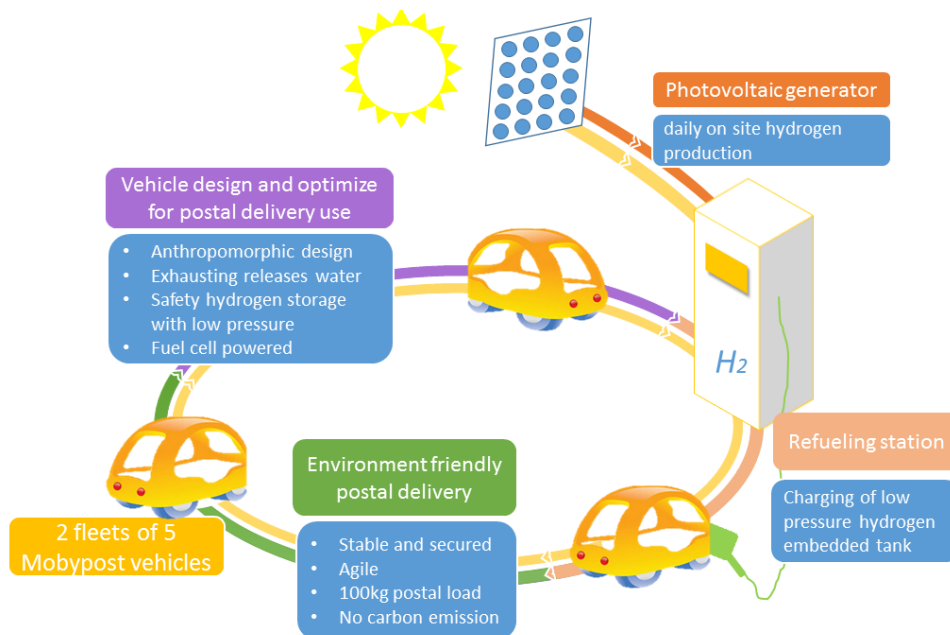 Photovoltaic generator
daily on site hydrogen
production
Vehicle design and optimize
for postal delivery use
• Anthropomorphic design
• Exhausting releases water
• Safety hydrogen storage
with low pressure
• Fuel cell powered
H2
Refueling station
Charging of low
pressure hydrogen
embedded tank
Environment friendly
postal delivery
• Stable and secured
• Agile
• 100kg postal load
• No carbon emission
2 fleets of 5
Mobypost vehicles